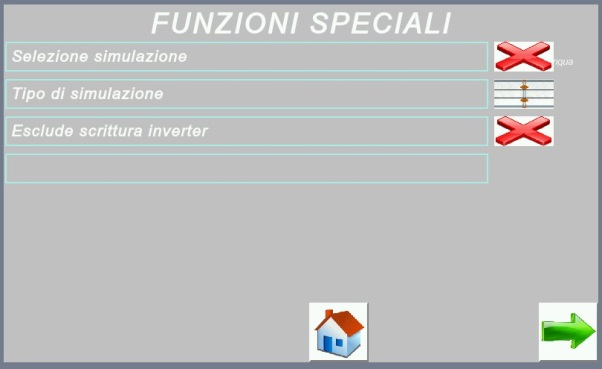 FUNZIONI SPECIALI
Selezione simulazione
Tipo di simulazione
Esclude scrittura inverter